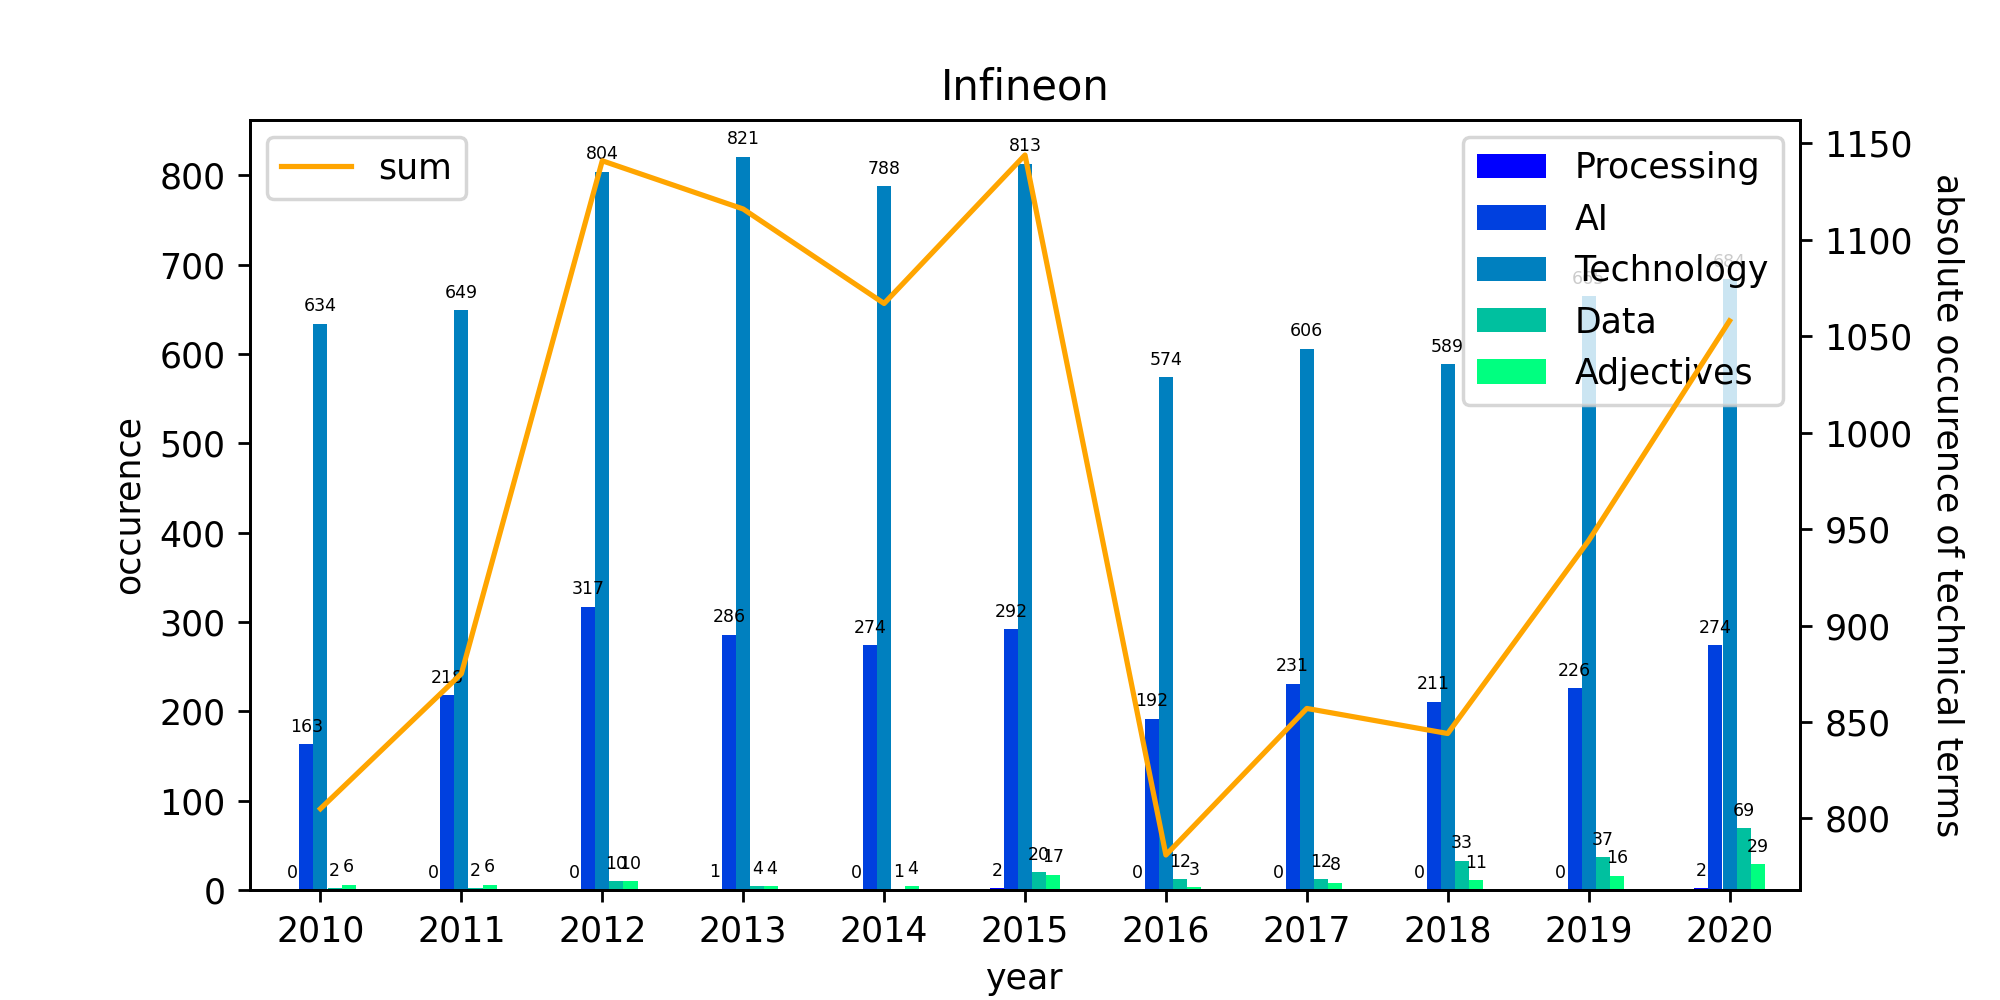 Infineon
sum
Processing
AI
Technology
Data
Adjectives
occurence
absolute occurence of technical terms
800
700
600
500
400
300
200
100
0
1150
1100
1050
1000
950
900
850
800
0 163 634 2 6
0 218 649 2 6
0 317 804 10 10
1 286 821 4 4
0 274 788 1 4
2 292 813 20 17
0 192 574 12 3
0 231 606 12 8
0 211 589 33 11
0 226 37 16
2 274 684 69 29
2010 2011 2012 2013 2014 2015 2016 2017 2018 2019 2020
year